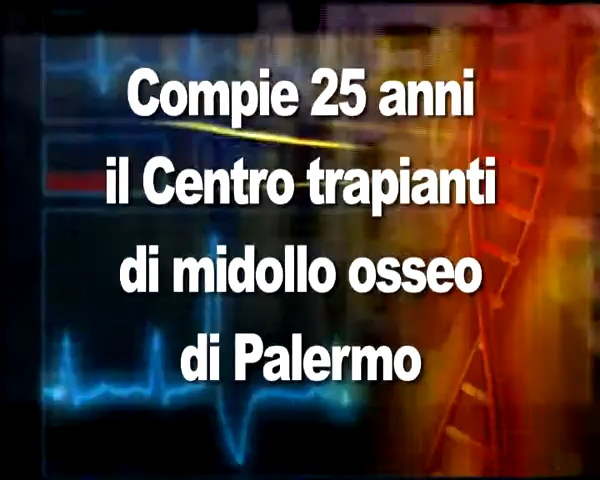 Compie 25 anni
il Centro trapianti
di midollo osseo
di Palermo